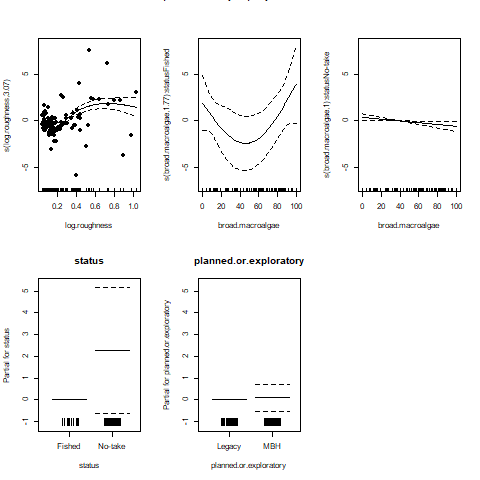 s(log.roughness,3.07)
5
0
-5
0.0 0.2 0.4 0.6 0.8 1.0
log.roughness
s(broad.macroalgae,1.77):statusFished
5
0
-5
0 20 40 60 80 100
broad.macroalgae
s(broad.macroalgae,1):statusNo-take
5
0
-5
0 20 40 60 80 100
broad.macroalgae
status
Partial for status
5
4
3
2
1
0
-1
Fished No-take
status
planned.or.exploratory
Partial for planned.or.exploratory
5
4
3
2
1
0
-1
Legacy MBH
planned.or.exploratory